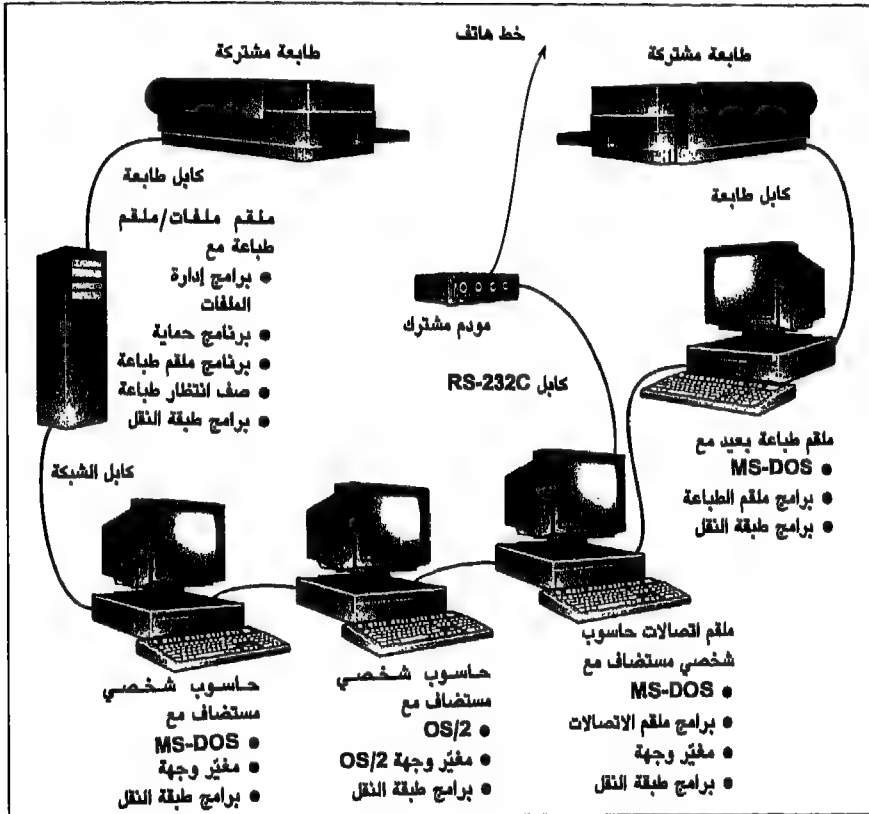 خط هاتف
طابعة مشتركة
طابعة مشتركة
كابل طابعة
كابل طابعة
ملقم ملفات/ملقم
طباعة مع
● برامج إدارة
الملفات
● برنامج حماية
● برنامج ملقم طباعة
● صف انتظار طباعة
● برامج طبقة النقل
مودم مشترك
كابل RS-232C
كابل الشبكة
ملقم طباعة بعيد مع
● MS-DOS
● برامج ملقم الطباعة
● برامج طبقة النقل
ملقم اتصالات حاسوب
شخصي مستضاف مع
● MS-DOS
● برامج ملقم الاتصالات
● مغيّر وجهة
● برامج طبقة النقل
حاسوب شخصي
مستضاف مع
● OS/2
● مغيّر وجهة OS/2
● برامج طبقة النقل
حاسوب شخصي
مستضاف مع
● MS-DOS
● مغيّر وجهة
● برامج طبقة النقل